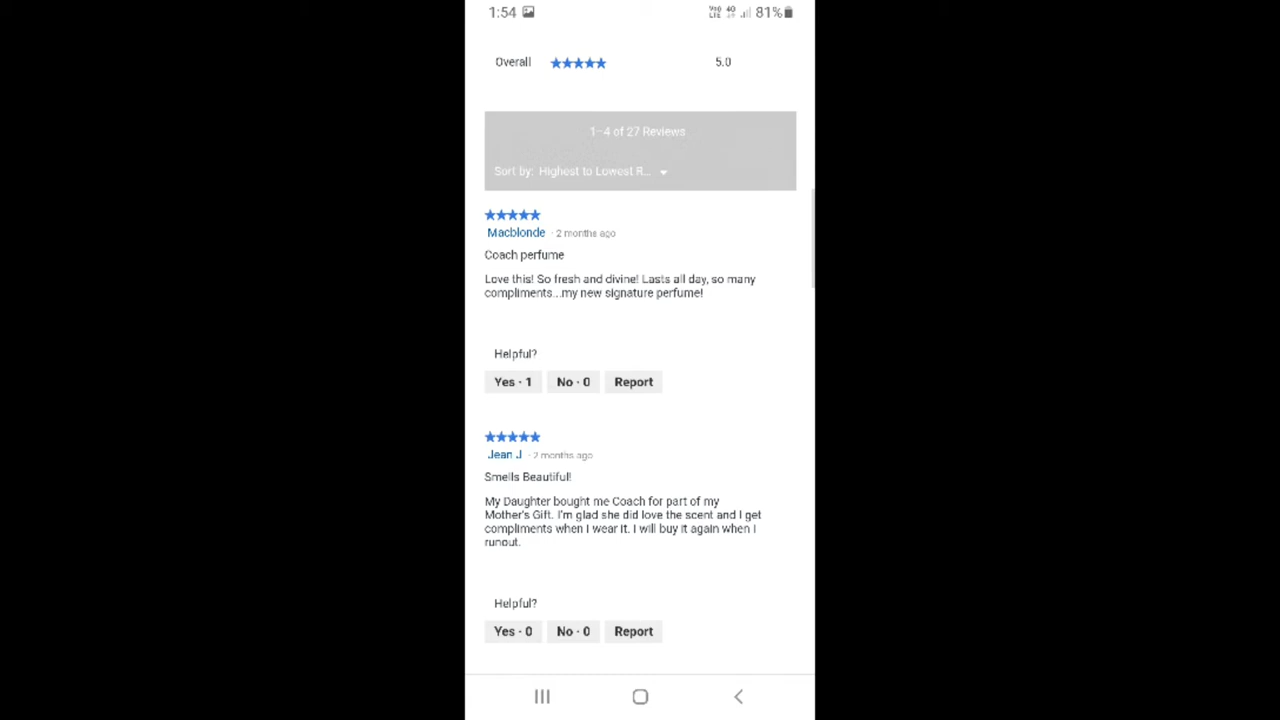 1:54
VoD LTE 4G 81%
Overall 5.0
1–4 of 27 Reviews
Sort by: Highest to Lowest R...
Macblonde · 2 months ago
Coach perfume
Love this! So fresh and divine! Lasts all day, so many
compliments...my new signature perfume!
Helpful?
Yes · 1 No · 0 Report
Jean J · 2 months ago
Smells Beautiful!
My Daughter bought me Coach for part of my
Mother's Gift. I'm glad she did love the scent and I get
compliments when I wear it. I will buy it again when I
runout.
Helpful?
Yes · 0 No · 0 Report